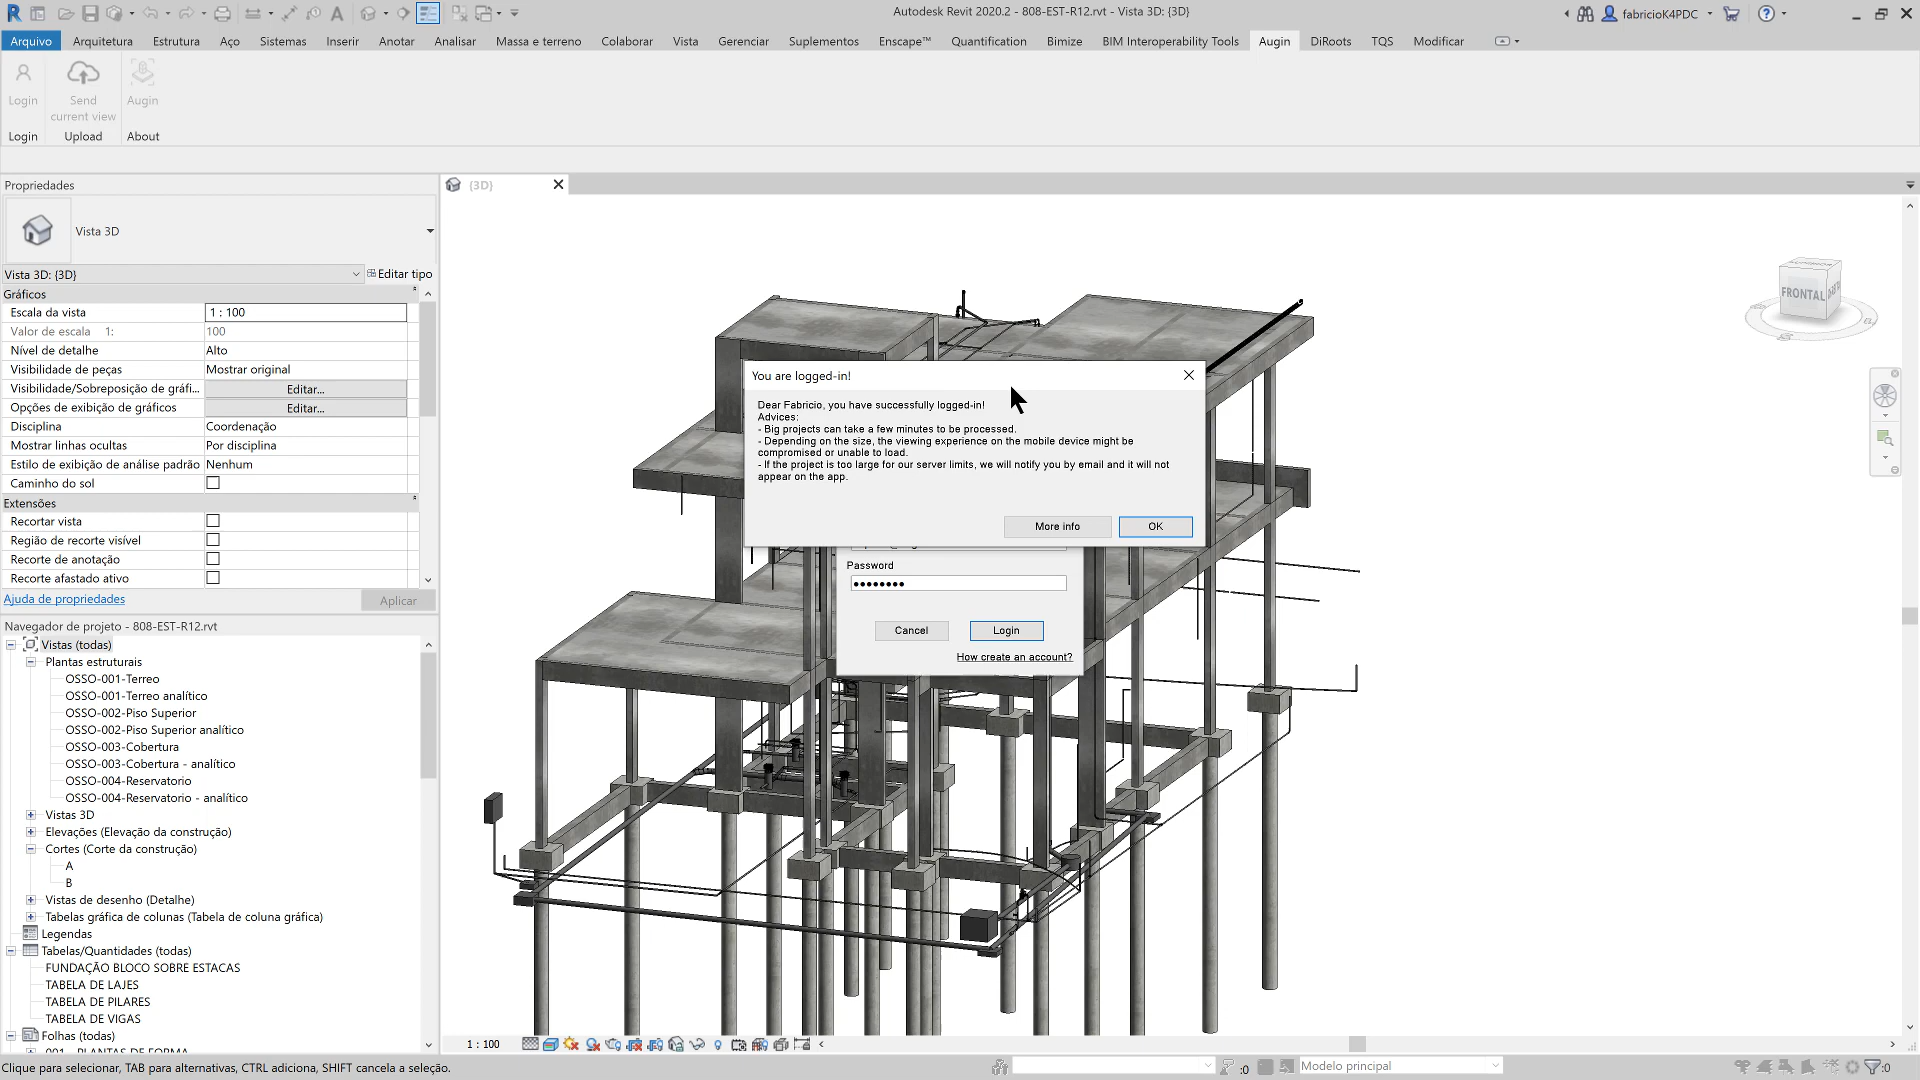 Autodesk Revit 2020.2 - 808-EST-R12.rvt - Vista 3D: {3D}
fabricioK4PDC
Arquivo Arquitetura Estrutura Aço Sistemas Inserir Anotar Analisar Massa e terreno Colaborar Vista Gerenciar Suplementos Enscape™ Quantification Bimize BIM Interoperability Tools Augin DiRoots TQS Modificar
Login
Send
current view
Augin
Login Upload About
Propriedades
{3D}
Vista 3D
Vista 3D: {3D}
Editar tipo
Gráficos
Escala da vista 1 : 100
Valor de escala 1: 100
Nível de detalhe Alto
Visibilidade de peças Mostrar original
Visibilidade/Sobreposição de gráfi... Editar...
Opções de exibição de gráficos Editar...
Disciplina Coordenação
Mostrar linhas ocultas Por disciplina
Estilo de exibição de análise padrão Nenhum
Caminho do sol
Extensões
Recortar vista
Região de recorte visível
Recorte de anotação
Recorte afastado ativo
Ajuda de propriedades
Aplicar
Navegador de projeto - 808-EST-R12.rvt
Vistas (todas)
Plantas estruturais
OSSO-001-Terreo
OSSO-001-Terreo analítico
OSSO-002-Piso Superior
OSSO-002-Piso Superior analítico
OSSO-003-Cobertura
OSSO-003-Cobertura - analítico
OSSO-004-Reservatorio
OSSO-004-Reservatorio - analítico
Vistas 3D
Elevações (Elevação da construção)
Cortes (Corte da construção)
A
B
Vistas de desenho (Detalhe)
Tabelas gráfica de colunas (Tabela de coluna gráfica)
Legendas
Tabelas/Quantidades (todas)
FUNDAÇÃO BLOCO SOBRE ESTACAS
TABELA DE LAJES
TABELA DE PILARES
TABELA DE VIGAS
Folhas (todas)
001 - PLANTAS DE FORMA
FRONTAL
You are logged-in!
Dear Fabricio, you have successfully logged-in!
Advices:
- Big projects can take a few minutes to be processed.
- Depending on the size, the viewing experience on the mobile device might be
compromised or unable to load.
- If the project is too large for our server limits, we will notify you by email and it will not
appear on the app.
More info
OK
Password
Cancel
Login
How create an account?
1 : 100
Clique para selecionar, TAB para alternativas, CTRL adiciona, SHIFT cancela a seleção.
:0
Modelo principal
:0